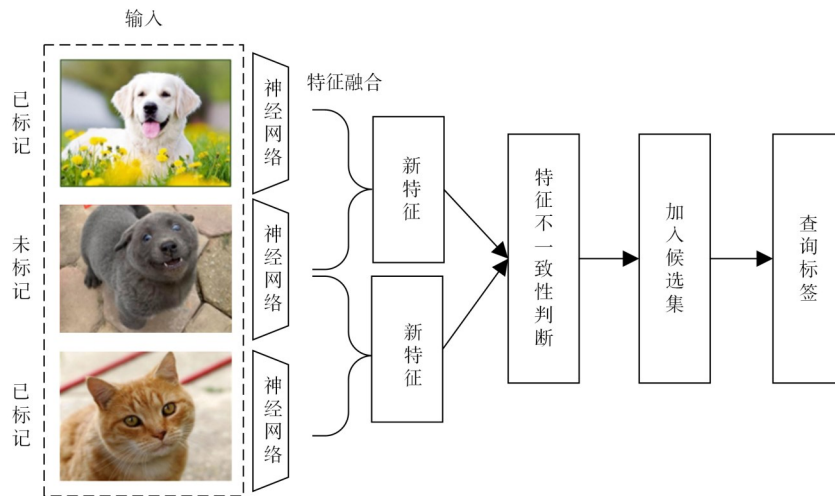 输入
已标记
神经网络
特征融合
新特征
未标记
神经网络
新特征
已标记
神经网络
特征不一致性判断
加入候选集
查询标签